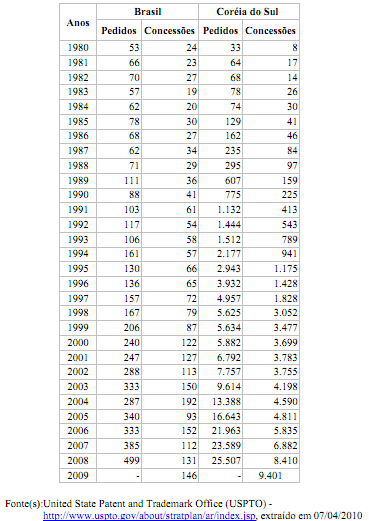 Anos Brasil Coréia do Sul
Pedidos Concessões Pedidos Concessões
1980 53 24 33 8
1981 66 23 64 17
1982 70 27 68 14
1983 57 19 78 26
1984 62 20 74 30
1985 78 30 129 41
1986 68 27 162 46
1987 62 34 235 84
1988 71 29 295 97
1989 111 36 607 159
1990 88 41 775 225
1991 103 61 1.132 413
1992 117 54 1.444 543
1993 106 58 1.512 789
1994 161 57 2.177 941
1995 130 66 2.943 1.175
1996 136 65 3.932 1.428
1997 157 72 4.957 1.828
1998 167 79 5.625 3.052
1999 206 87 5.634 3.477
2000 240 122 5.882 3.699
2001 247 127 6.792 3.783
2002 288 113 7.757 3.755
2003 333 150 9.614 4.198
2004 287 192 13.388 4.590
2005 340 93 16.643 4.811
2006 333 152 21.963 5.835
2007 385 112 23.589 6.882
2008 499 131 25.507 8.410
2009 - 146 - 9.401
Fonte(s):United State Patent and Trademark Office (USPTO) -
http://www.uspto.gov/about/stratplan/ar/index.jsp, extraído em 07/04/2010